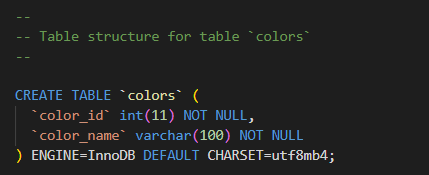 --
-- Table structure for table `colors`
--
CREATE TABLE `colors` (
  `color_id` int(11) NOT NULL,
  `color_name` varchar(100) NOT NULL
) ENGINE=InnoDB DEFAULT CHARSET=utf8mb4;